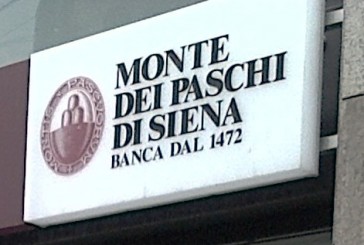 MONTE
DEI PASCHI
DI SIENA
BANCA DAL 1472